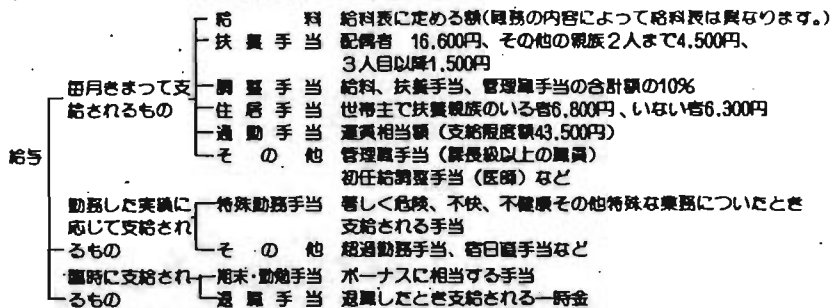 給料 給料表に定める額(職務の内容によって給料表は異なります。)
扶養手当 配偶者 16,600円、その他の親族2人まで4,500円、
3人目以降1,500円
毎月きまって支
給されるもの
調整手当 給料、扶養手当、管理職手当の合計額の10%
住居手当 世帯主で扶養親族のいる者6,800円、いない者6,300円
通勤手当 運賃相当額(支給限度額43,500円)
その他 管理職手当(課長級以上の職員)
初任給調整手当(医師)など
給与
勤務した実績に
応じて支給され
るもの
特殊勤務手当 著しく危険、不快、不健康その他特殊な業務についたとき
支給される手当
その他 超過勤務手当、宿日直手当など
臨時に支給され
るもの
期末・勤勉手当 ボーナスに相当する手当
退職手当 退職したとき支給される一時金